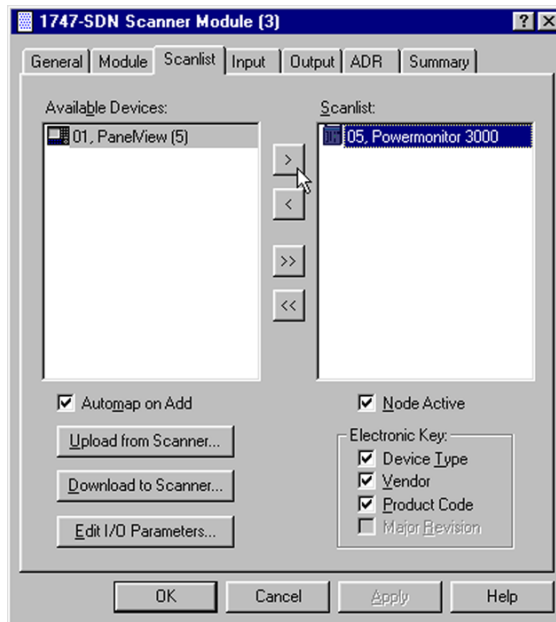 1747-SDN Scanner Module (3)
General Module Scanlist Input Output ADR Summary
Available Devices:
01, PanelView (5)
Scanlist:
05, Powermonitor 3000
>
<
>>
<<
Automap on Add
Upload from Scanner...
Download to Scanner...
Edit I/O Parameters...
Node Active
Electronic Key:
Device Type
Vendor
Product Code
Major Revision
OK Cancel Apply Help